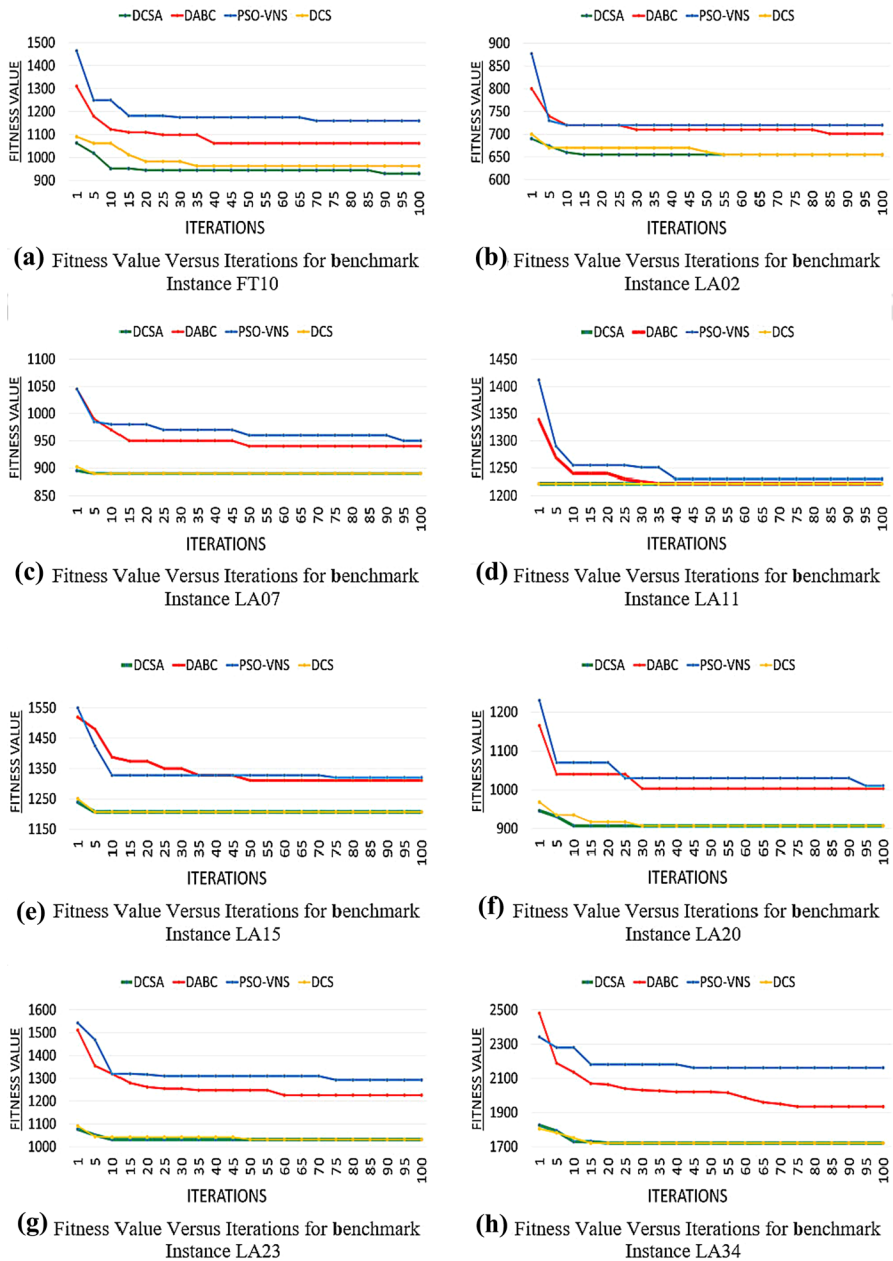 DCSA DABC PSO-VNS DCS
FITNESS VALUE
1500
1400
1300
1200
1100
1000
900
1 5 10 15 20 25 30 35 40 45 50 55 60 65 70 75 80 85 90 95 100
ITERATIONS
(a) Fitness Value Versus Iterations for benchmark
Instance FT10
DCSA DABC PSO-VNS DCS
FITNESS VALUE
900
850
800
750
700
650
600
1 5 10 15 20 25 30 35 40 45 50 55 60 65 70 75 80 85 90 95 100
ITERATIONS
(b) Fitness Value Versus Iterations for benchmark
Instance LA02
DCSA DABC PSO-VNS DCS
FITNESS VALUE
1100
1050
1000
950
900
850
1 5 10 15 20 25 30 35 40 45 50 55 60 65 70 75 80 85 90 95 100
ITERATIONS
(c) Fitness Value Versus Iterations for benchmark
Instance LA07
DCSA DABC PSO-VNS DCS
FITNESS VALUE
1450
1400
1350
1300
1250
1200
1 5 10 15 20 25 30 35 40 45 50 55 60 65 70 75 80 85 90 95 100
ITERATIONS
(d) Fitness Value Versus Iterations for benchmark
Instance LA11
DCSA DABC PSO-VNS DCS
FITNESS VALUE
1550
1450
1350
1250
1150
1 5 10 15 20 25 30 35 40 45 50 55 60 65 70 75 80 85 90 95 100
ITERATIONS
(e) Fitness Value Versus Iterations for benchmark
Instance LA15
DCSA DABC PSO-VNS DCS
FITNESS VALUE
1200
1100
1000
900
1 5 10 15 20 25 30 35 40 45 50 55 60 65 70 75 80 85 90 95 100
ITERATIONS
(f) Fitness Value Versus Iterations for benchmark
Instance LA20
DCSA DABC PSO-VNS DCS
FITNESS VALUE
1600
1500
1400
1300
1200
1100
1000
1 5 10 15 20 25 30 35 40 45 50 55 60 65 70 75 80 85 90 95 100
ITERATIONS
(g) Fitness Value Versus Iterations for benchmark
Instance LA23
DCSA DABC PSO-VNS DCS
FITNESS VALUE
2500
2300
2100
1900
1700
1 5 10 15 20 25 30 35 40 45 50 55 60 65 70 75 80 85 90 95 100
ITERATIONS
(h) Fitness Value Versus Iterations for benchmark
Instance LA34